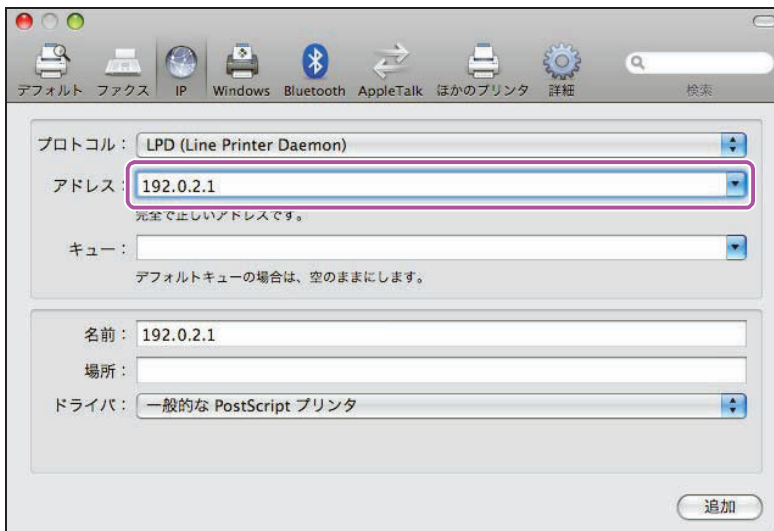 デフォルト ファクス IP Windows Bluetooth AppleTalk ほかのプリンタ 詳細 検索
プロトコル： LPD (Line Printer Daemon)
アドレス： 192.0.2.1
完全で正しいアドレスです。
キュー：
デフォルトキューの場合は、空のままにします。
名前： 192.0.2.1
場所：
ドライバ： 一般的な PostScript プリンタ
追加